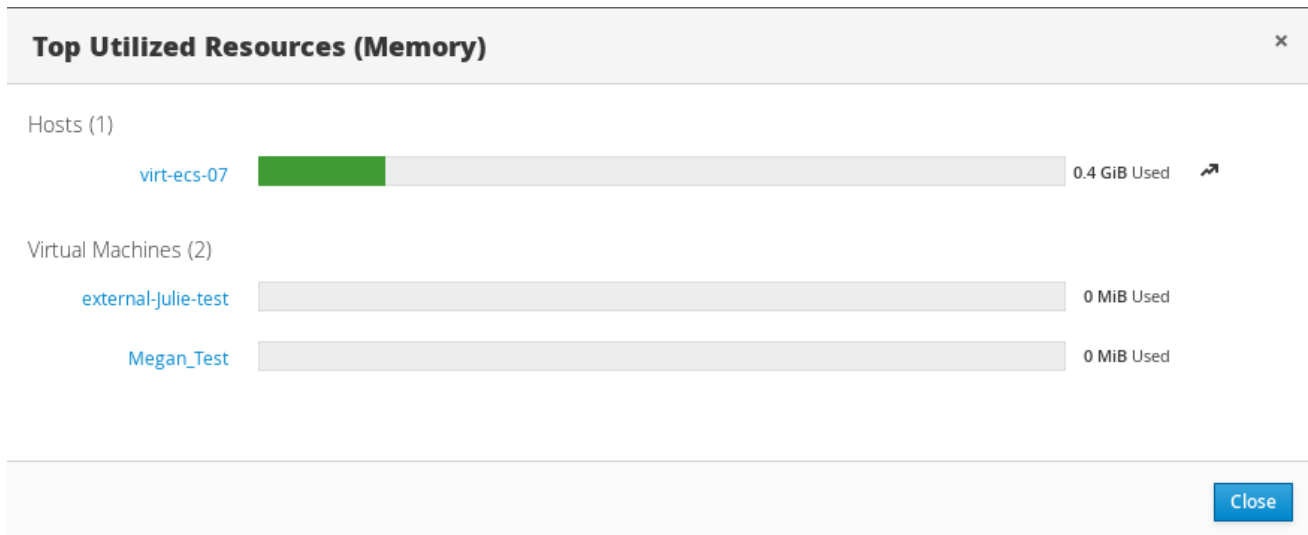 Top Utilized Resources (Memory) ×
Hosts (1)
virt-ecs-07 0.4 GiB Used
Virtual Machines (2)
external-Julie-test 0 MiB Used
Megan_Test 0 MiB Used
Close